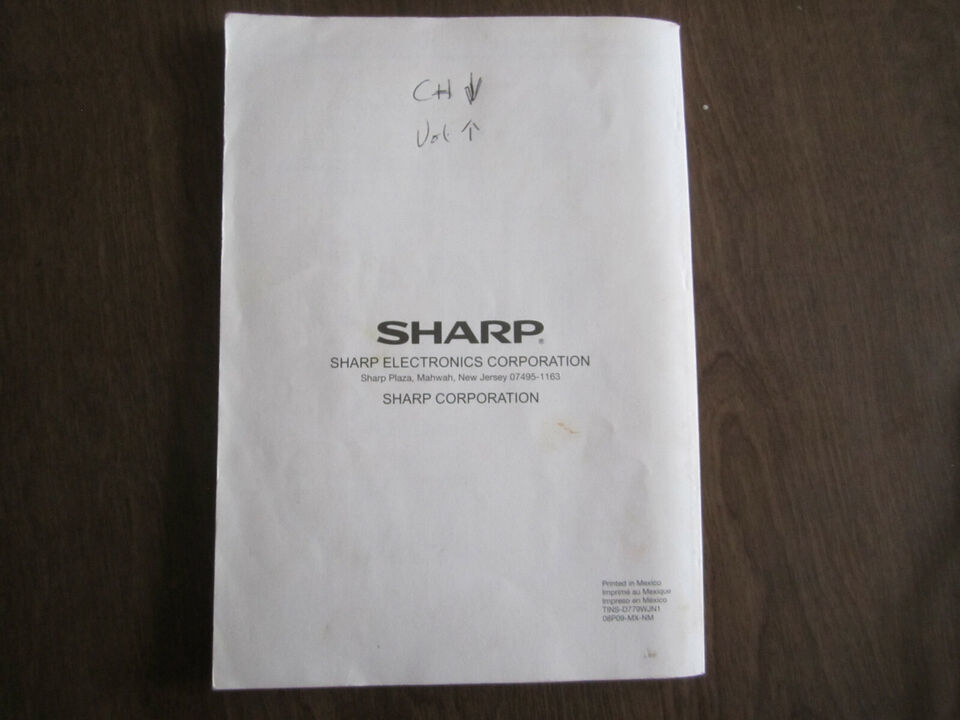 CH ↓
Vol ↑
SHARP®
SHARP ELECTRONICS CORPORATION
Sharp Plaza, Mahwah, New Jersey 07495-1163
SHARP CORPORATION
Printed in Mexico
Imprimé au Mexique
Impreso en México
TINS-D779WJN1
08P09-MX-NM